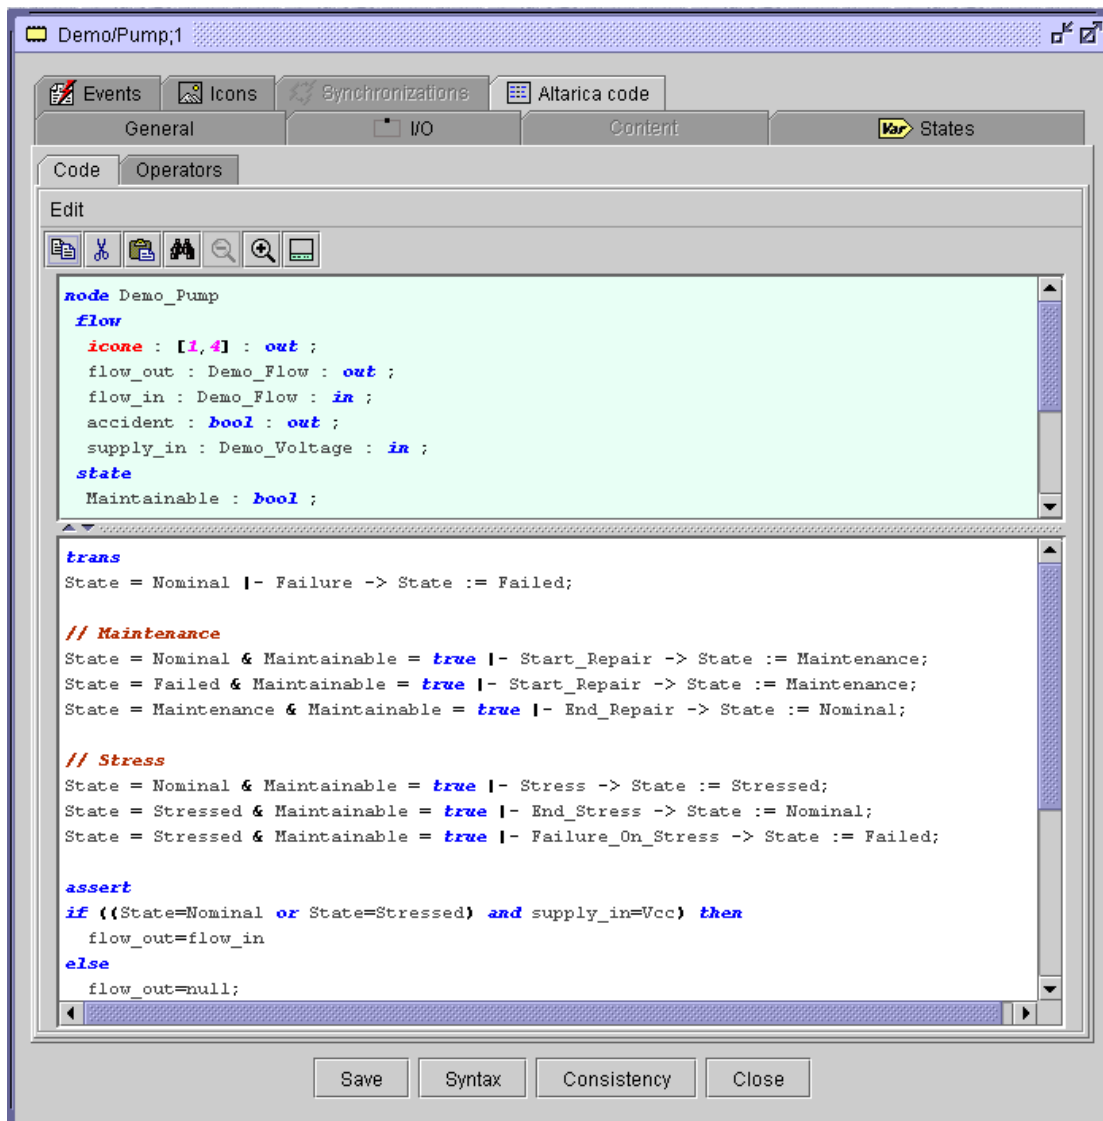 Demo/Pump;1
Events Icons Synchronizations Altarica code
General I/O Content Var States
Code Operators
Edit
node Demo_Pump
flow
icone : [1,4] : out ;
flow_out : Demo_Flow : out ;
flow_in : Demo_Flow : in ;
accident : bool : out ;
supply_in : Demo_Voltage : in ;
state
Maintainable : bool ;
trans
State = Nominal |- Failure -> State := Failed;
// Maintenance
State = Nominal & Maintainable = true |- Start_Repair -> State := Maintenance;
State = Failed & Maintainable = true |- Start_Repair -> State := Maintenance;
State = Maintenance & Maintainable = true |- End_Repair -> State := Nominal;
// Stress
State = Nominal & Maintainable = true |- Stress -> State := Stressed;
State = Stressed & Maintainable = true |- End_Stress -> State := Nominal;
State = Stressed & Maintainable = true |- Failure_On_Stress -> State := Failed;
assert
if ((State=Nominal or State=Stressed) and supply_in=Vcc) then
flow_out=flow_in
else
flow_out=null;
Save Syntax Consistency Close